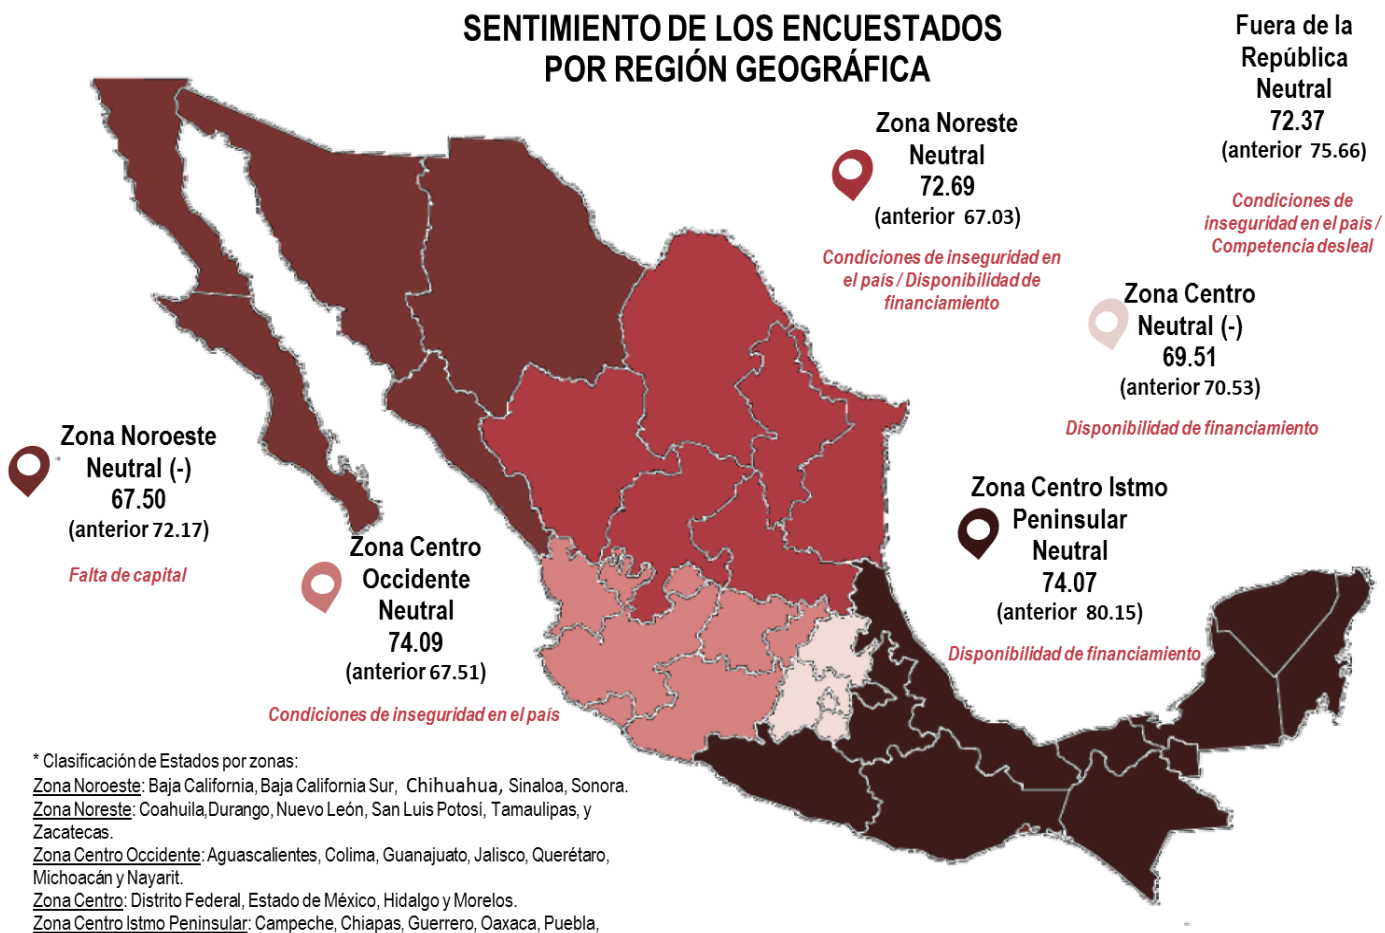 SENTIMIENTO DE LOS ENCUESTADOS
POR REGIÓN GEOGRÁFICA
Fuera de la
República
Neutral
72.37
(anterior 75.66)
Condiciones de
inseguridad en el país /
Competencia desleal
Zona Noreste
Neutral
72.69
(anterior 67.03)
Condiciones de inseguridad en
el país / Disponibilidad de
financiamiento
Zona Centro
Neutral (-)
69.51
(anterior 70.53)
Disponibilidad de financiamiento
Zona Noroeste
Neutral (-)
67.50
(anterior 72.17)
Falta de capital
Zona Centro Istmo
Peninsular
Neutral
74.07
(anterior 80.15)
Disponibilidad de financiamiento
Zona Centro
Occidente
Neutral
74.09
(anterior 67.51)
Condiciones de inseguridad en el país
* Clasificación de Estados por zonas:
Zona Noroeste: Baja California, Baja California Sur, Chihuahua, Sinaloa, Sonora.
Zona Noreste: Coahuila,Durango, Nuevo León, San Luis Potosí, Tamaulipas, y
Zacatecas.
Zona Centro Occidente: Aguascalientes, Colima, Guanajuato, Jalisco, Querétaro,
Michoacán y Nayarit.
Zona Centro: Distrito Federal, Estado de México, Hidalgo y Morelos.
Zona Centro Istmo Peninsular: Campeche, Chiapas, Guerrero, Oaxaca, Puebla,